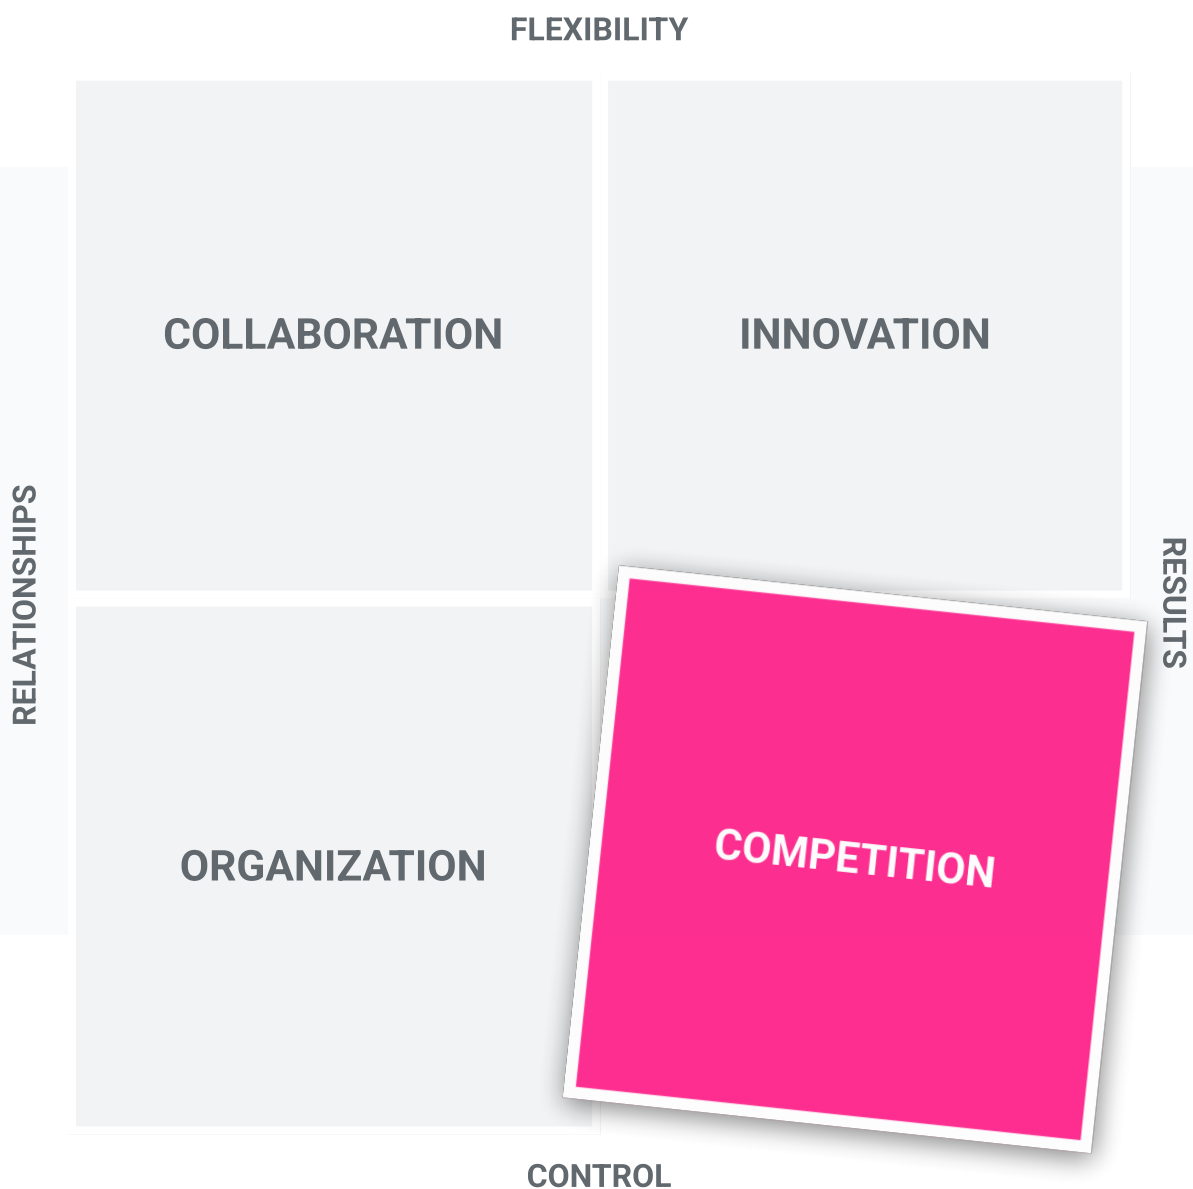 FLEXIBILITY
COLLABORATION
INNOVATION
RELATIONSHIPS
RESULTS
ORGANIZATION
COMPETITION
CONTROL